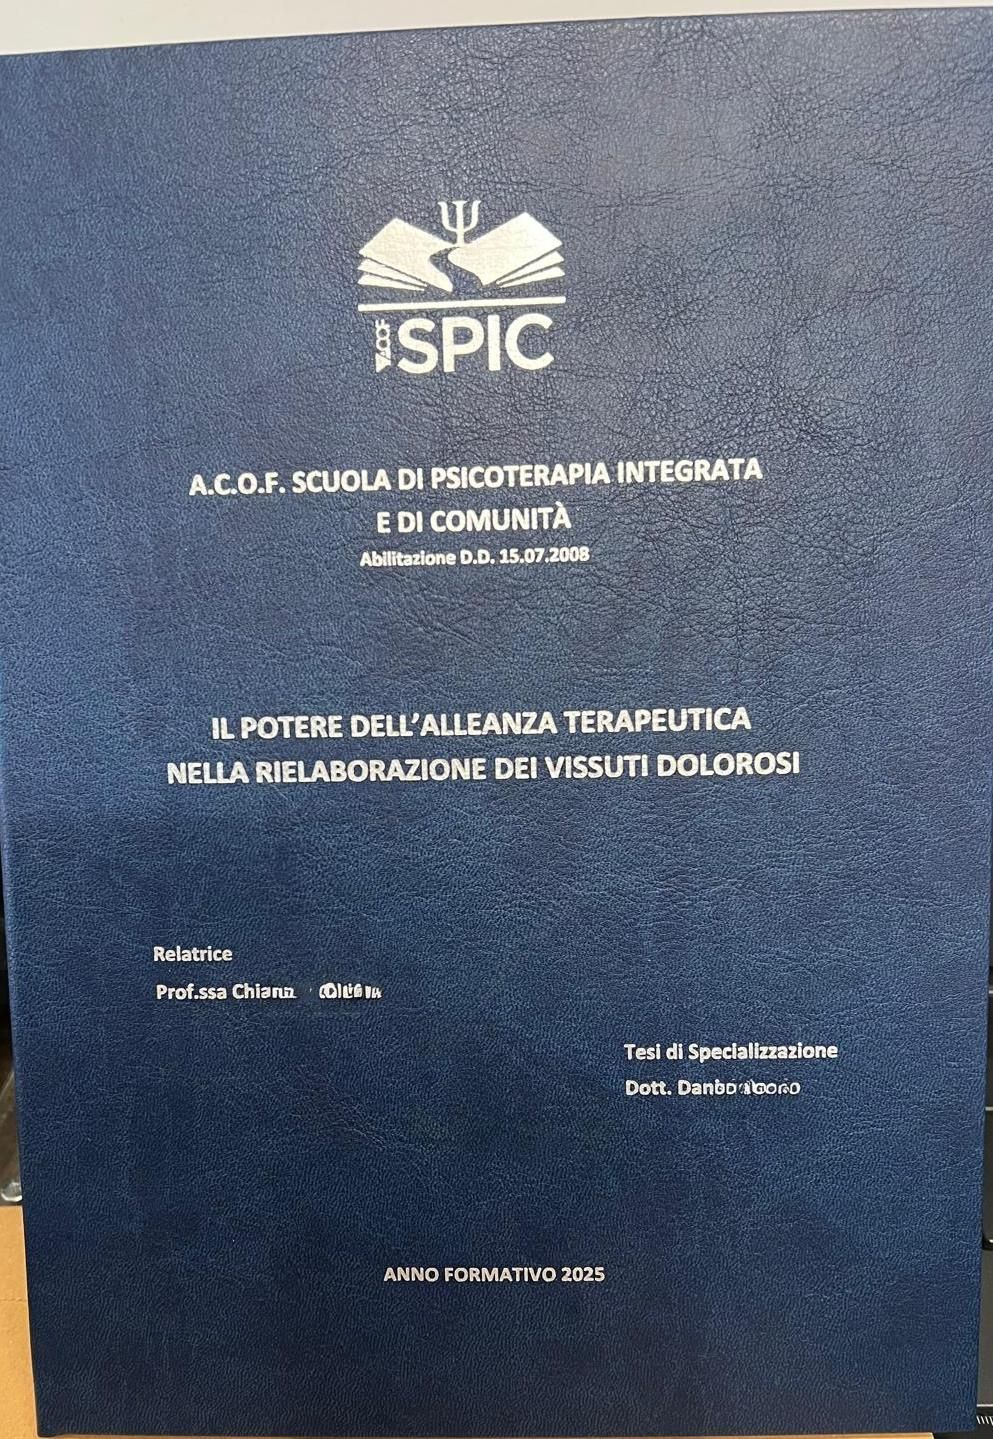 ACOF
SPIC
A.C.O.F. SCUOLA DI PSICOTERAPIA INTEGRATA
E DI COMUNITÀ
Abilitazione D.D. 15.07.2008
IL POTERE DELL'ALLEANZA TERAPEUTICA
NELLA RIELABORAZIONE DEI VISSUTI DOLOROSI
Relatrice
Prof.ssa
Tesi di Specializzazione
Dott.
ANNO FORMATIVO 2025